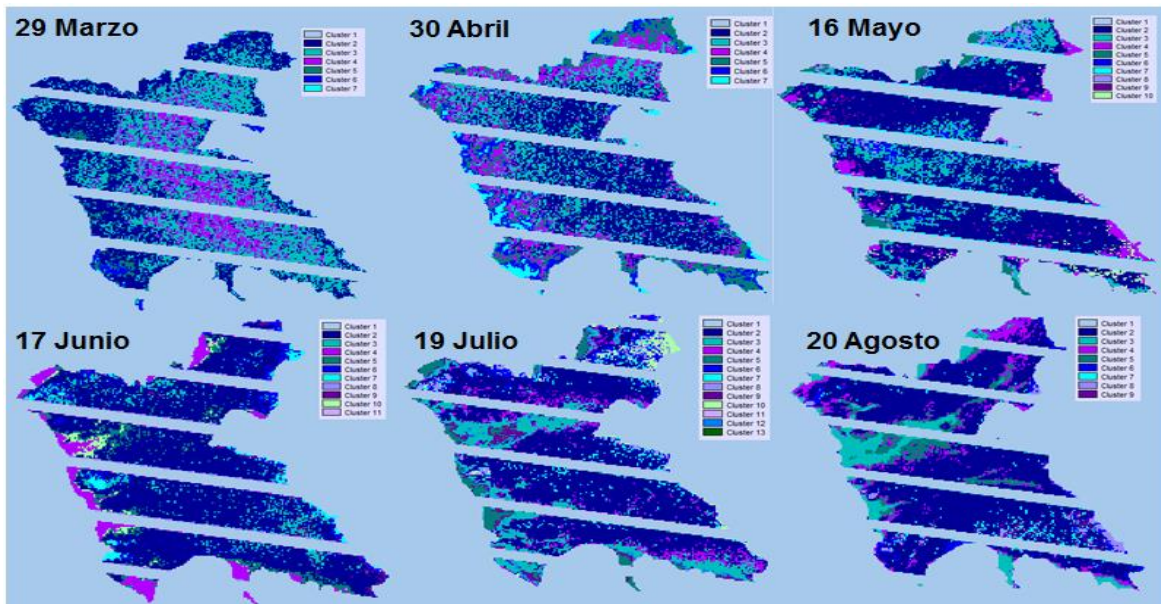 29 Marzo
Cluster 1
Cluster 2
Cluster 3
Cluster 4
Cluster 5
Cluster 6
Cluster 7
30 Abril
Cluster 1
Cluster 2
Cluster 3
Cluster 4
Cluster 5
Cluster 6
Cluster 7
16 Mayo
Cluster 1
Cluster 2
Cluster 3
Cluster 4
Cluster 5
Cluster 6
Cluster 7
Cluster 8
Cluster 9
Cluster 10
17 Junio
Cluster 1
Cluster 2
Cluster 3
Cluster 4
Cluster 5
Cluster 6
Cluster 7
Cluster 8
Cluster 9
Cluster 10
Cluster 11
19 Julio
Cluster 1
Cluster 2
Cluster 3
Cluster 4
Cluster 5
Cluster 6
Cluster 7
Cluster 8
Cluster 9
Cluster 10
Cluster 11
Cluster 12
Cluster 13
20 Agosto
Cluster 1
Cluster 2
Cluster 3
Cluster 4
Cluster 5
Cluster 6
Cluster 7
Cluster 8
Cluster 9